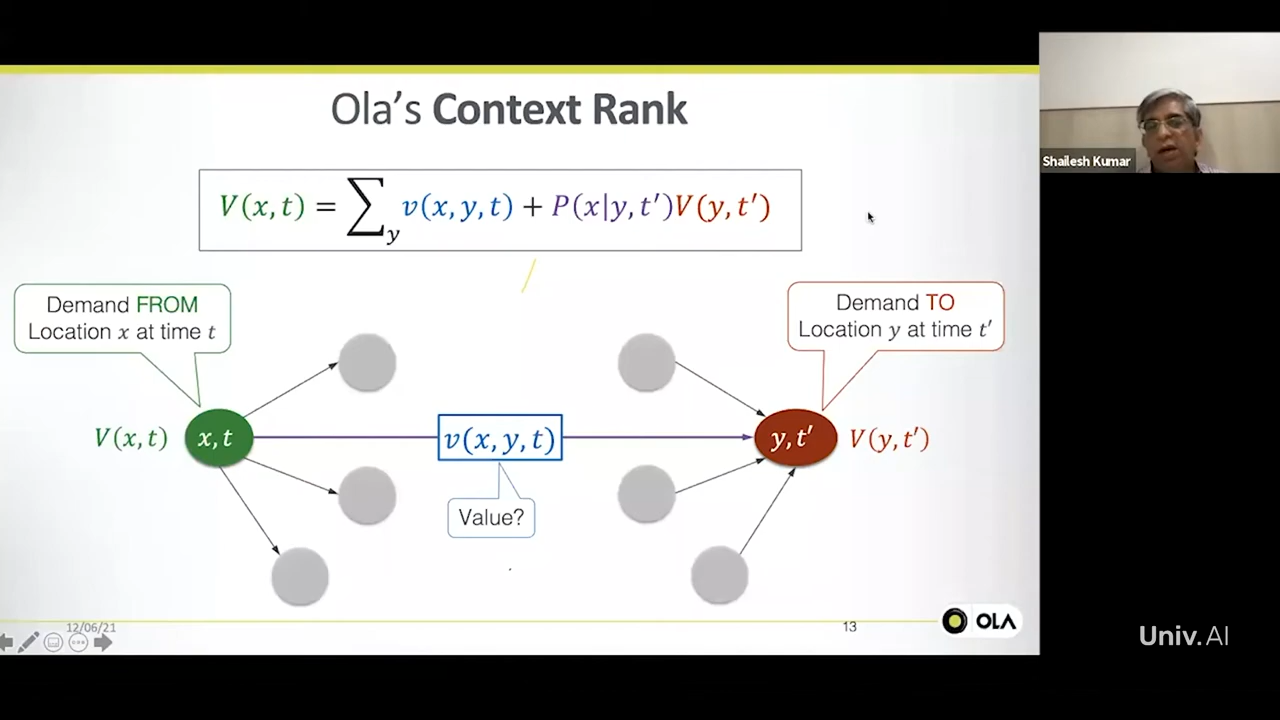 Ola's Context Rank
Shailesh Kumar
V(x, t) = ∑y v(x, y, t) + P(x|y, t′)V(y, t′)
Demand FROM
Location x at time t
Demand TO
Location y at time t′
V(x, t)
x, t
v(x, y, t)
y, t′
V(y, t′)
Value?
12/06/21
13
OLA
Univ.AI